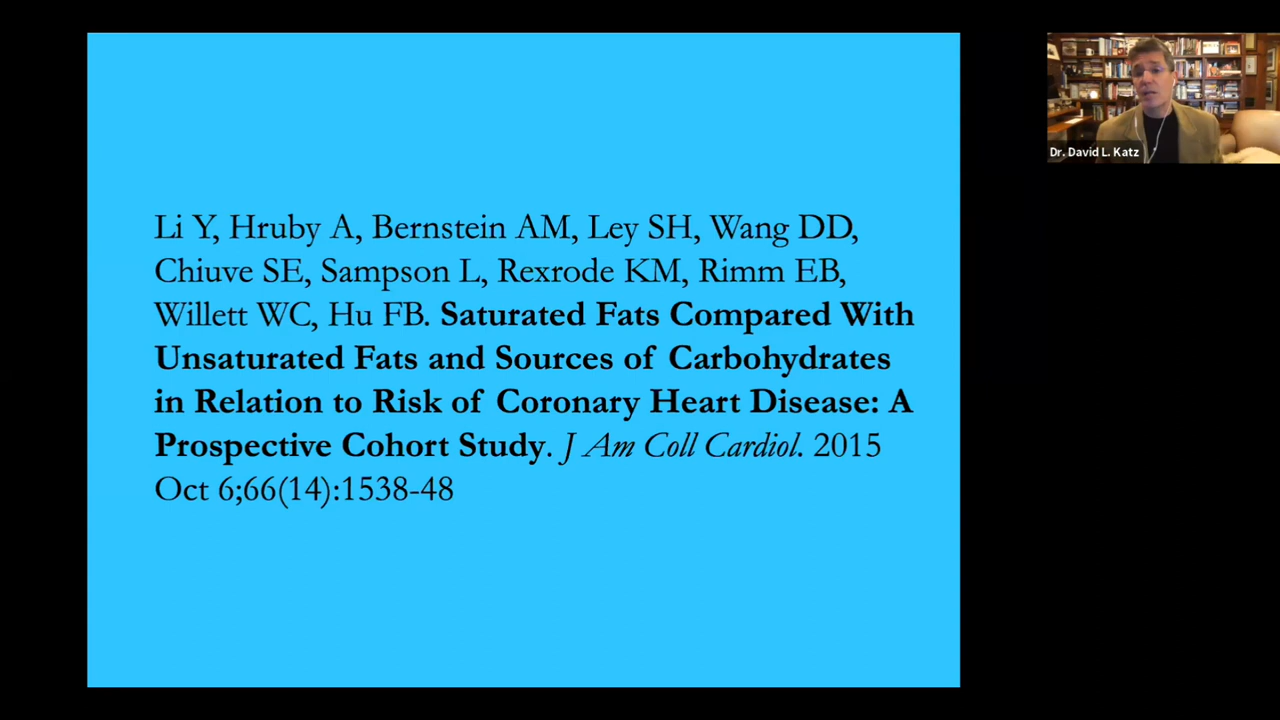 Li Y, Hruby A, Bernstein AM, Ley SH, Wang DD,
Chiuve SE, Sampson L, Rexrode KM, Rimm EB,
Willett WC, Hu FB. Saturated Fats Compared With
Unsaturated Fats and Sources of Carbohydrates
in Relation to Risk of Coronary Heart Disease: A
Prospective Cohort Study. J Am Coll Cardiol. 2015
Oct 6;66(14):1538-48
Dr. David L. Katz